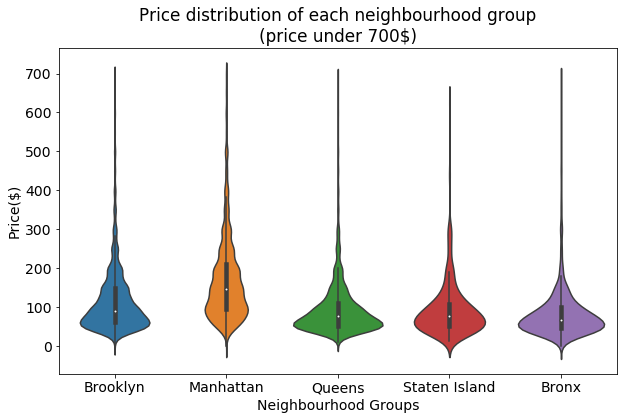 Price distribution of each neighbourhood group
(price under 700$)
Price($)
700
600
500
400
300
200
100
0
Brooklyn Manhattan Queens Staten Island Bronx
Neighbourhood Groups